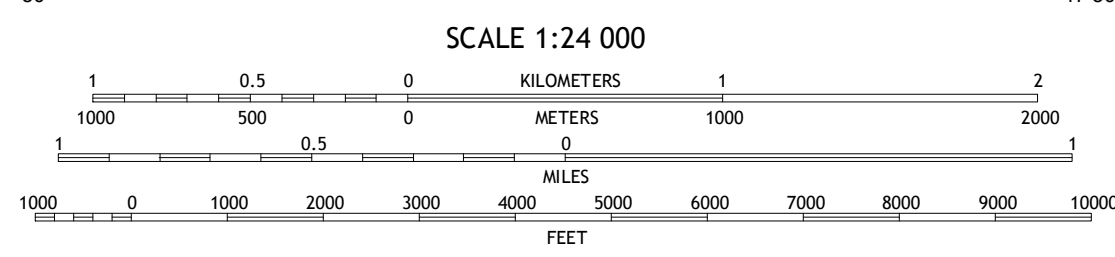 SCALE 1:24 000
1 0.5 0 KILOMETERS 1 2
1000 500 0 METERS 1000 2000
1 0.5 0 1
MILES
1000 0 1000 2000 3000 4000 5000 6000 7000 8000 9000 10000
FEET